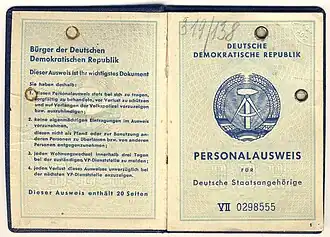 Bürger der Deutschen
Demokratischen Republik
Dieser Ausweis ist Ihr wichtigstes Dokument
Sie haben deshalb:
1. diesen Personalausweis stets bei sich zu tragen,
sorgfältig zu behandeln, vor Verlust zu schützen
und auf Verlangen der Volkspolizei vorzuzeigen
bzw. auszuhändigen;
2. keine eigenmächtigen Eintragungen im Ausweis
vorzunehmen,
diesen nicht als Pfand oder zur Benutzung an
anderen Personen zu überlassen bzw. von anderen
Personen entgegenzunehmen;
3. jeden Wohnungswechsel innerhalb drei Tagen
bei der zuständigen VP-Dienststelle zu melden;
4. jeden Verlust dieses Ausweises unverzüglich bei
der nächsten VP-Dienststelle anzuzeigen.
Dieser Ausweis enthält 20 Seiten
DEUTSCHE
DEMOKRATISCHE REPUBLIK
PERSONALAUSWEIS
FÜR
Deutsche Staatsangehörige
VII 0298555